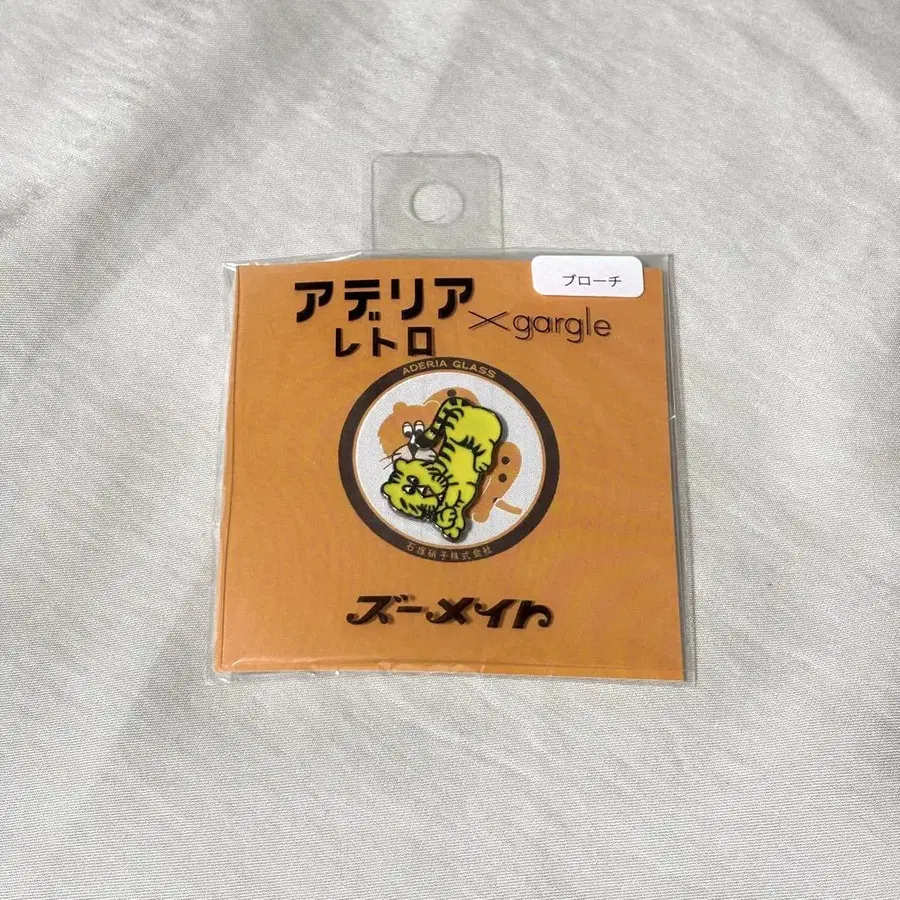 ブローチ
アデリア
レトロ
×gargle
ADERIA GLASS
石塚硝子株式会社
ズーメイト